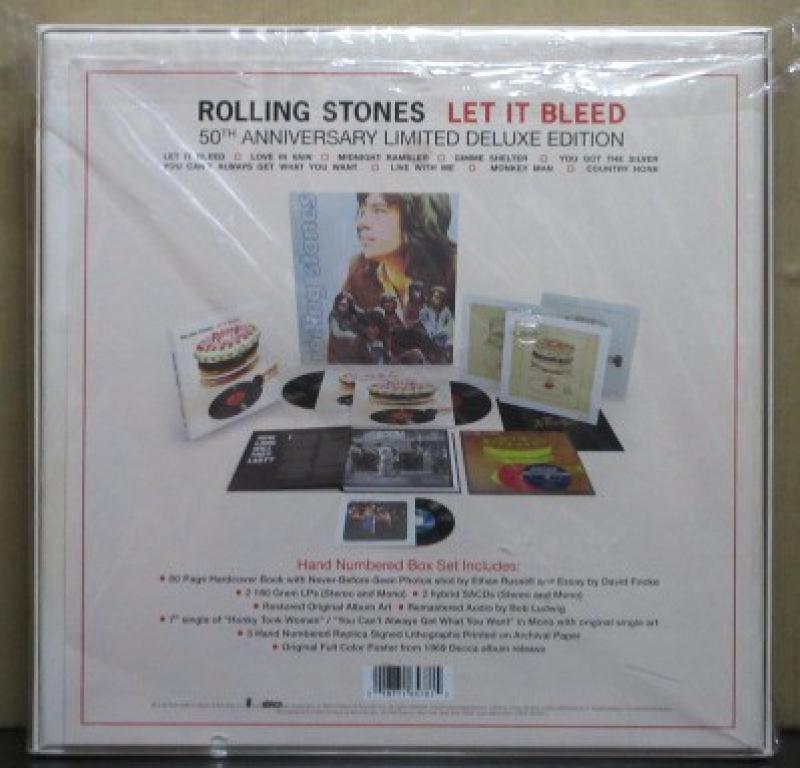 ROLLING STONES LET IT BLEED
50TH ANNIVERSARY LIMITED DELUXE EDITION
LET IT BLEED □ LOVE IN VAIN □ MIDNIGHT RAMBLER □ GIMME SHELTER □ YOU GOT THE SILVER
YOU CAN'T ALWAYS GET WHAT YOU WANT □ LIVE WITH ME □ MONKEY MAN □ COUNTRY HONK
stones
HOW
LONG
WILL
THEY
LAST?
Hand Numbered Box Set Includes:
• 80 Page Hardcover Book with Never-Before-Seen Photos shot by Ethan Russell and Essay by David Fricke
• 2 180 Gram LPs (Stereo and Mono) • 2 hybrid SACDs (Stereo and Mono)
• Restored Original Album Art • Remastered Audio by Bob Ludwig
• 7" single of "Honky Tonk Women" / "You Can't Always Get What You Want" in Mono with original single art
• 3 Hand Numbered Replica Signed Lithographs Printed on Archival Paper
• Original Full Color Poster from 1969 Decca album release